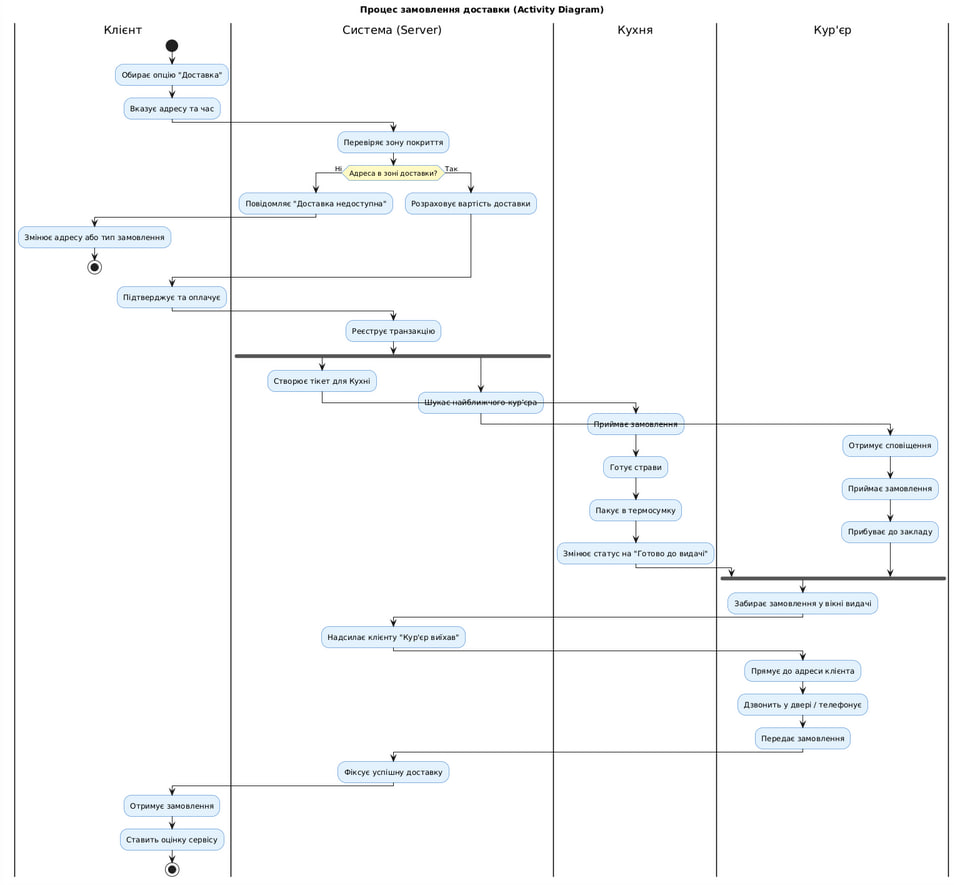 Процес замовлення доставки (Activity Diagram)
Клієнт
Система (Server)
Кухня
Кур'єр
Обирає опцію "Доставка"
Вказує адресу та час
Перевіряє зону покриття
Ні
Адреса в зоні доставки?
Так
Повідомляє "Доставка недоступна"
Розраховує вартість доставки
Змінює адресу або тип замовлення
Підтверджує та оплачує
Реєструє транзакцію
Створює тікет для Кухні
Шукає найближчого кур'єра
Приймає замовлення
Отримує сповіщення
Готує страви
Приймає замовлення
Пакує в термосумку
Прибуває до закладу
Змінює статус на "Готово до видачі"
Забирає замовлення у вікні видачі
Надсилає клієнту "Кур'єр виїхав"
Прямує до адреси клієнта
Дзвонить у двері / телефонує
Передає замовлення
Фіксує успішну доставку
Отримує замовлення
Ставить оцінку сервісу